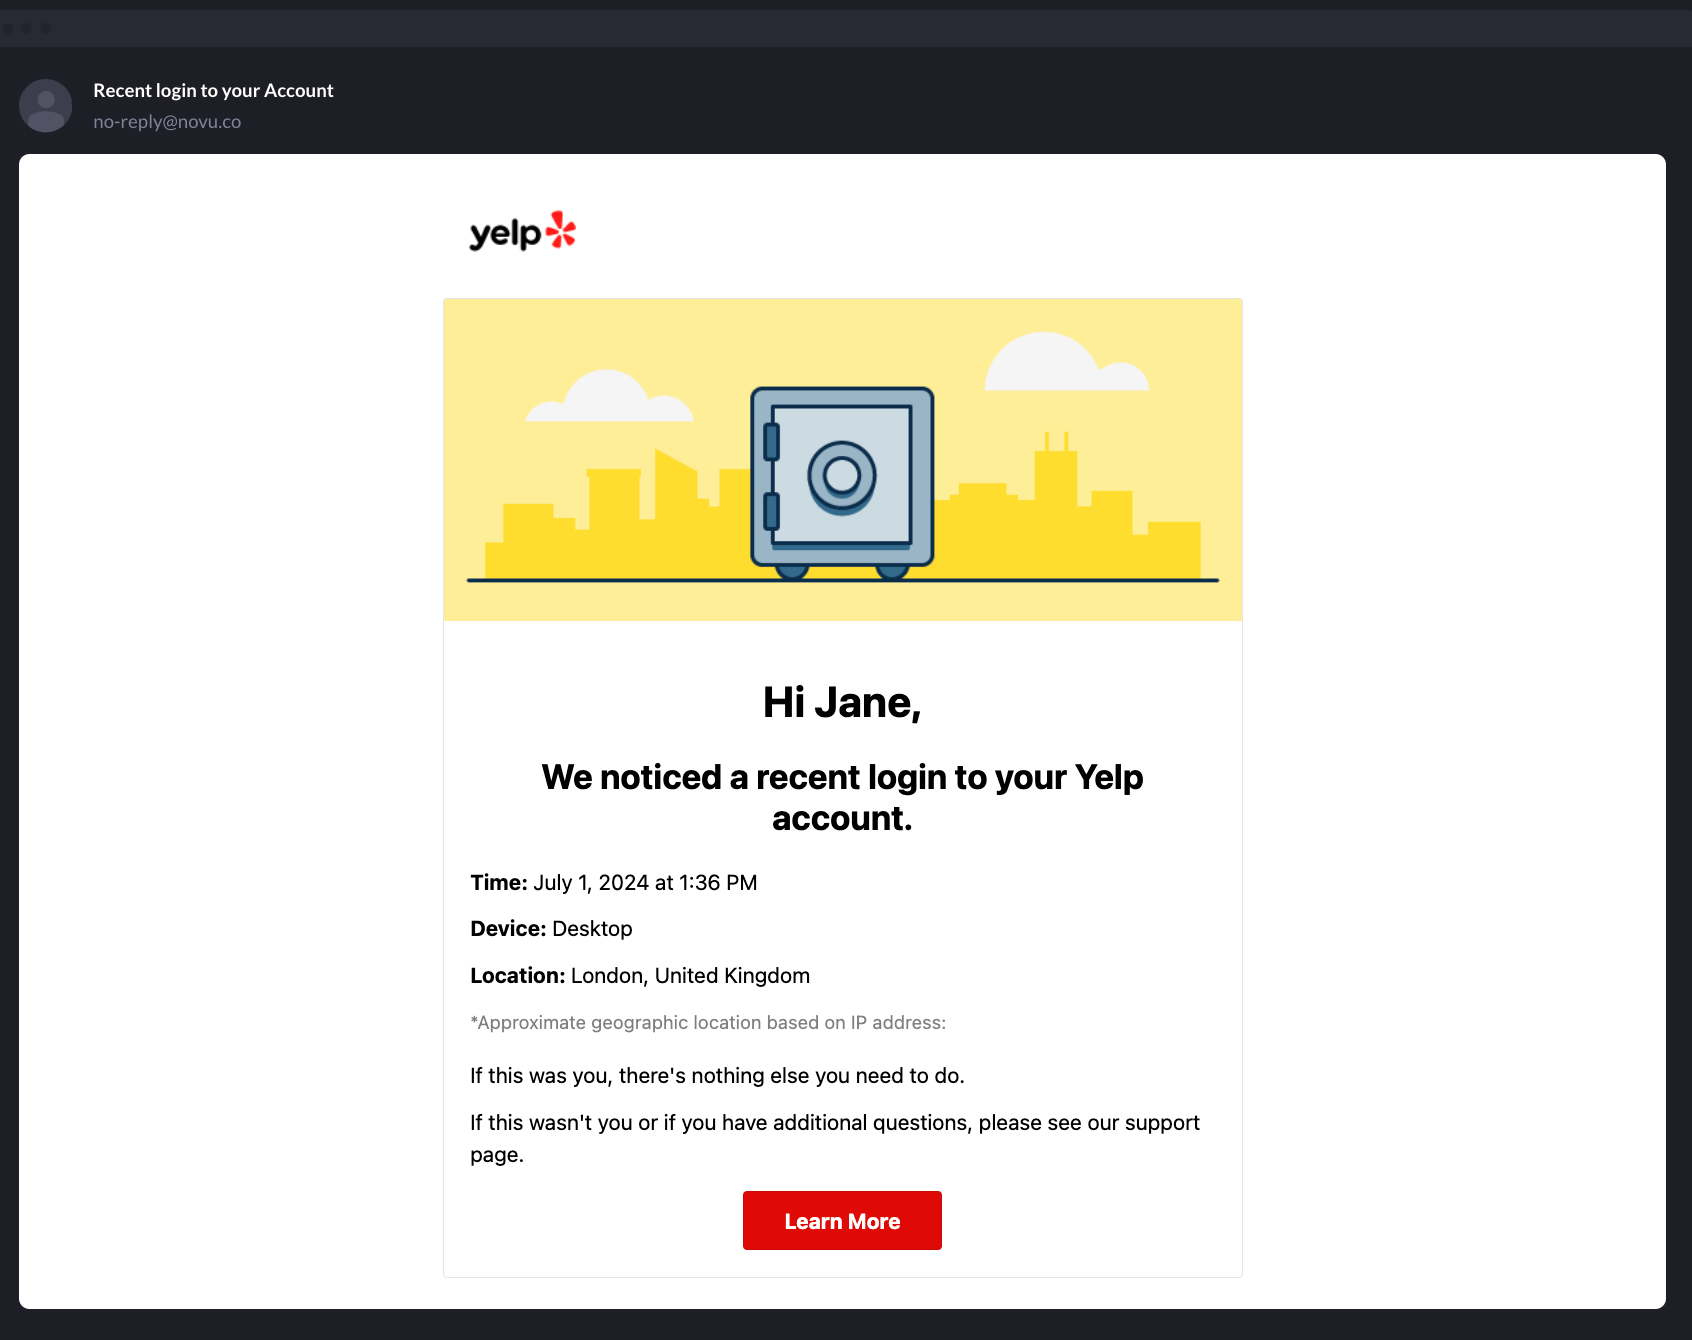 Recent login to your Account
no-reply@novu.co
yelp
Hi Jane,
We noticed a recent login to your Yelp
account.
Time: July 1, 2024 at 1:36 PM
Device: Desktop
Location: London, United Kingdom
*Approximate geographic location based on IP address:
If this was you, there's nothing else you need to do.
If this wasn't you or if you have additional questions, please see our support
page.
Learn More